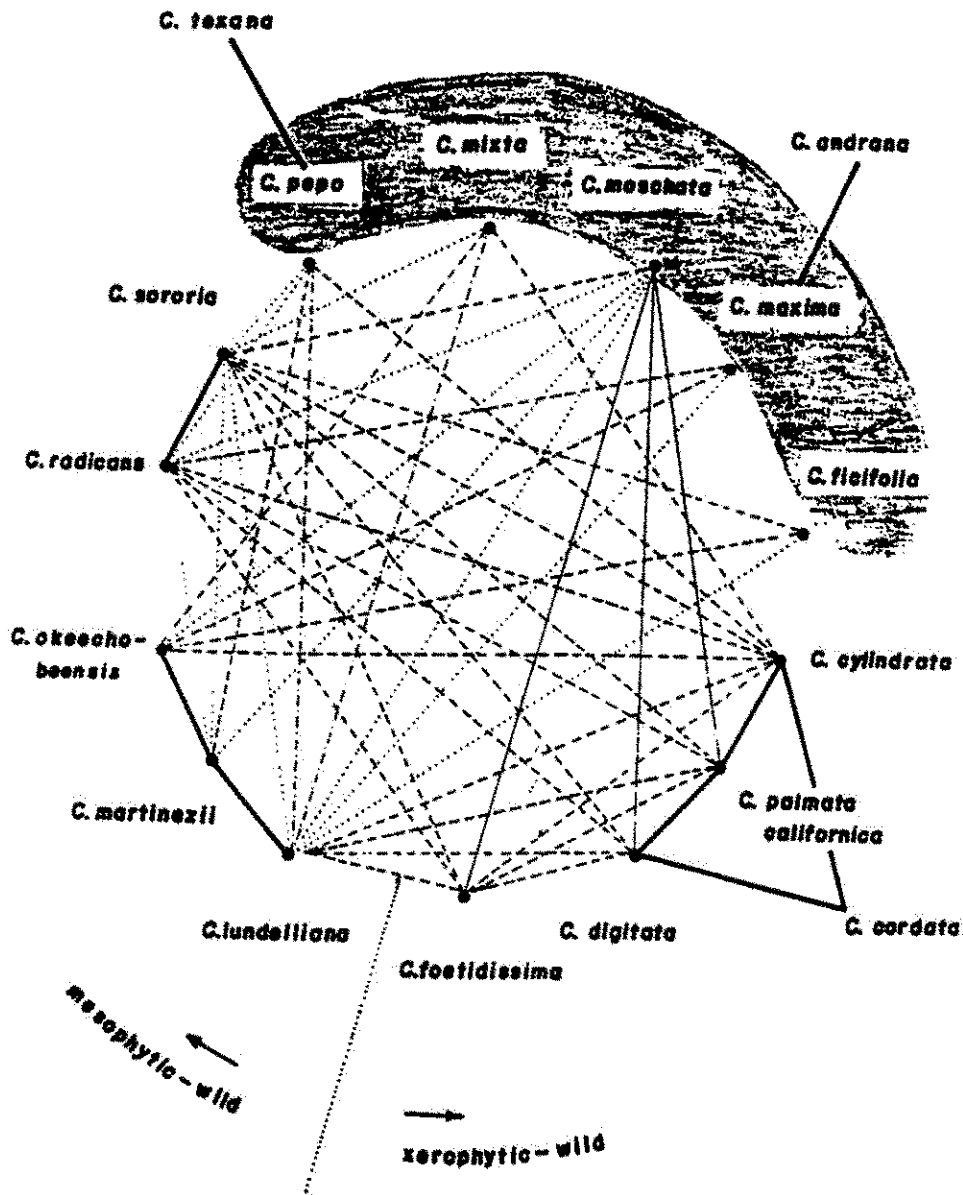 C. texana
C. mixta
C. andrana
C. pepo
C. moschata
C. sororia
C. maxima
C. radicans
C. ficifolia
C. okeecho-
beensis
C. cylindrata
C. martinezii
C. palmata
californica
C. lundelliana
C. digitata
C. cordata
C. foetidissima
mesophytic-wild
xerophytic-wild